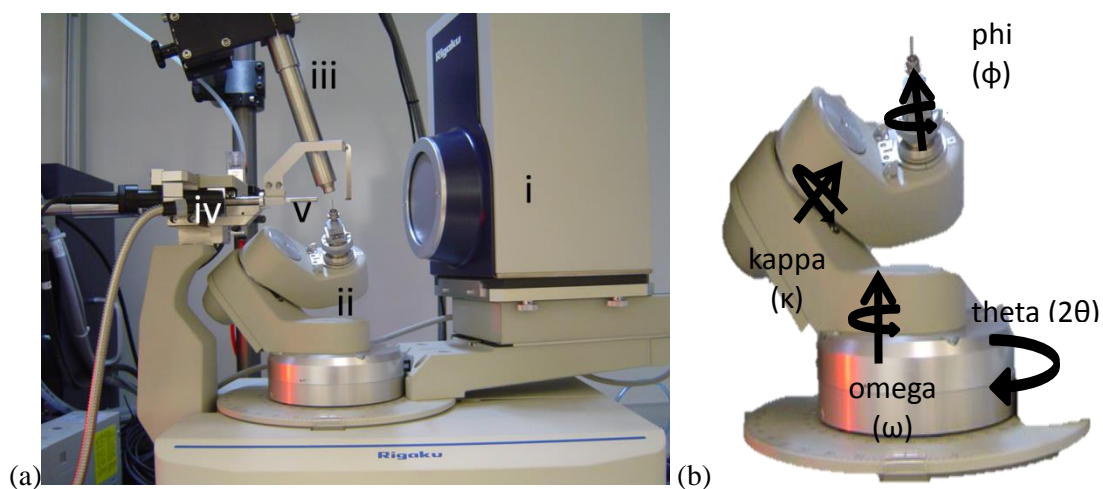 Rigaku
iii
iv
v
i
ii
Rigaku
(a)
phi
(ϕ)
kappa
(κ)
theta (2θ)
omega
(ω)
(b)